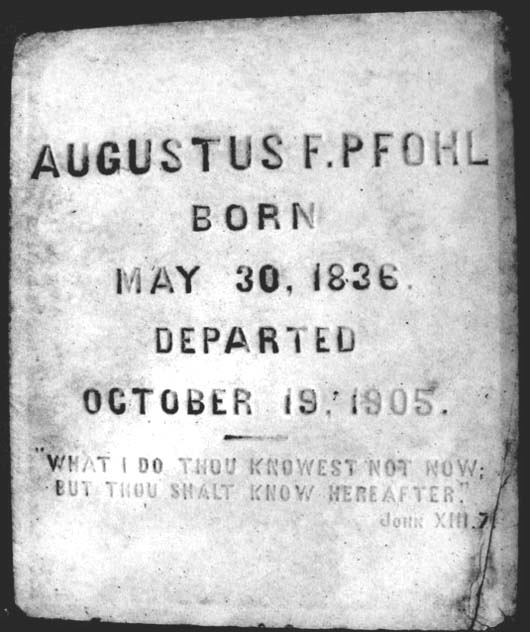 AUGUSTUS F. PFOHL
BORN
MAY 30, 1836.
DEPARTED
OCTOBER 19, 1905.
"WHAT I DO THOU KNOWEST NOT NOW;
BUT THOU SHALT KNOW HEREAFTER."
John XIII, 7